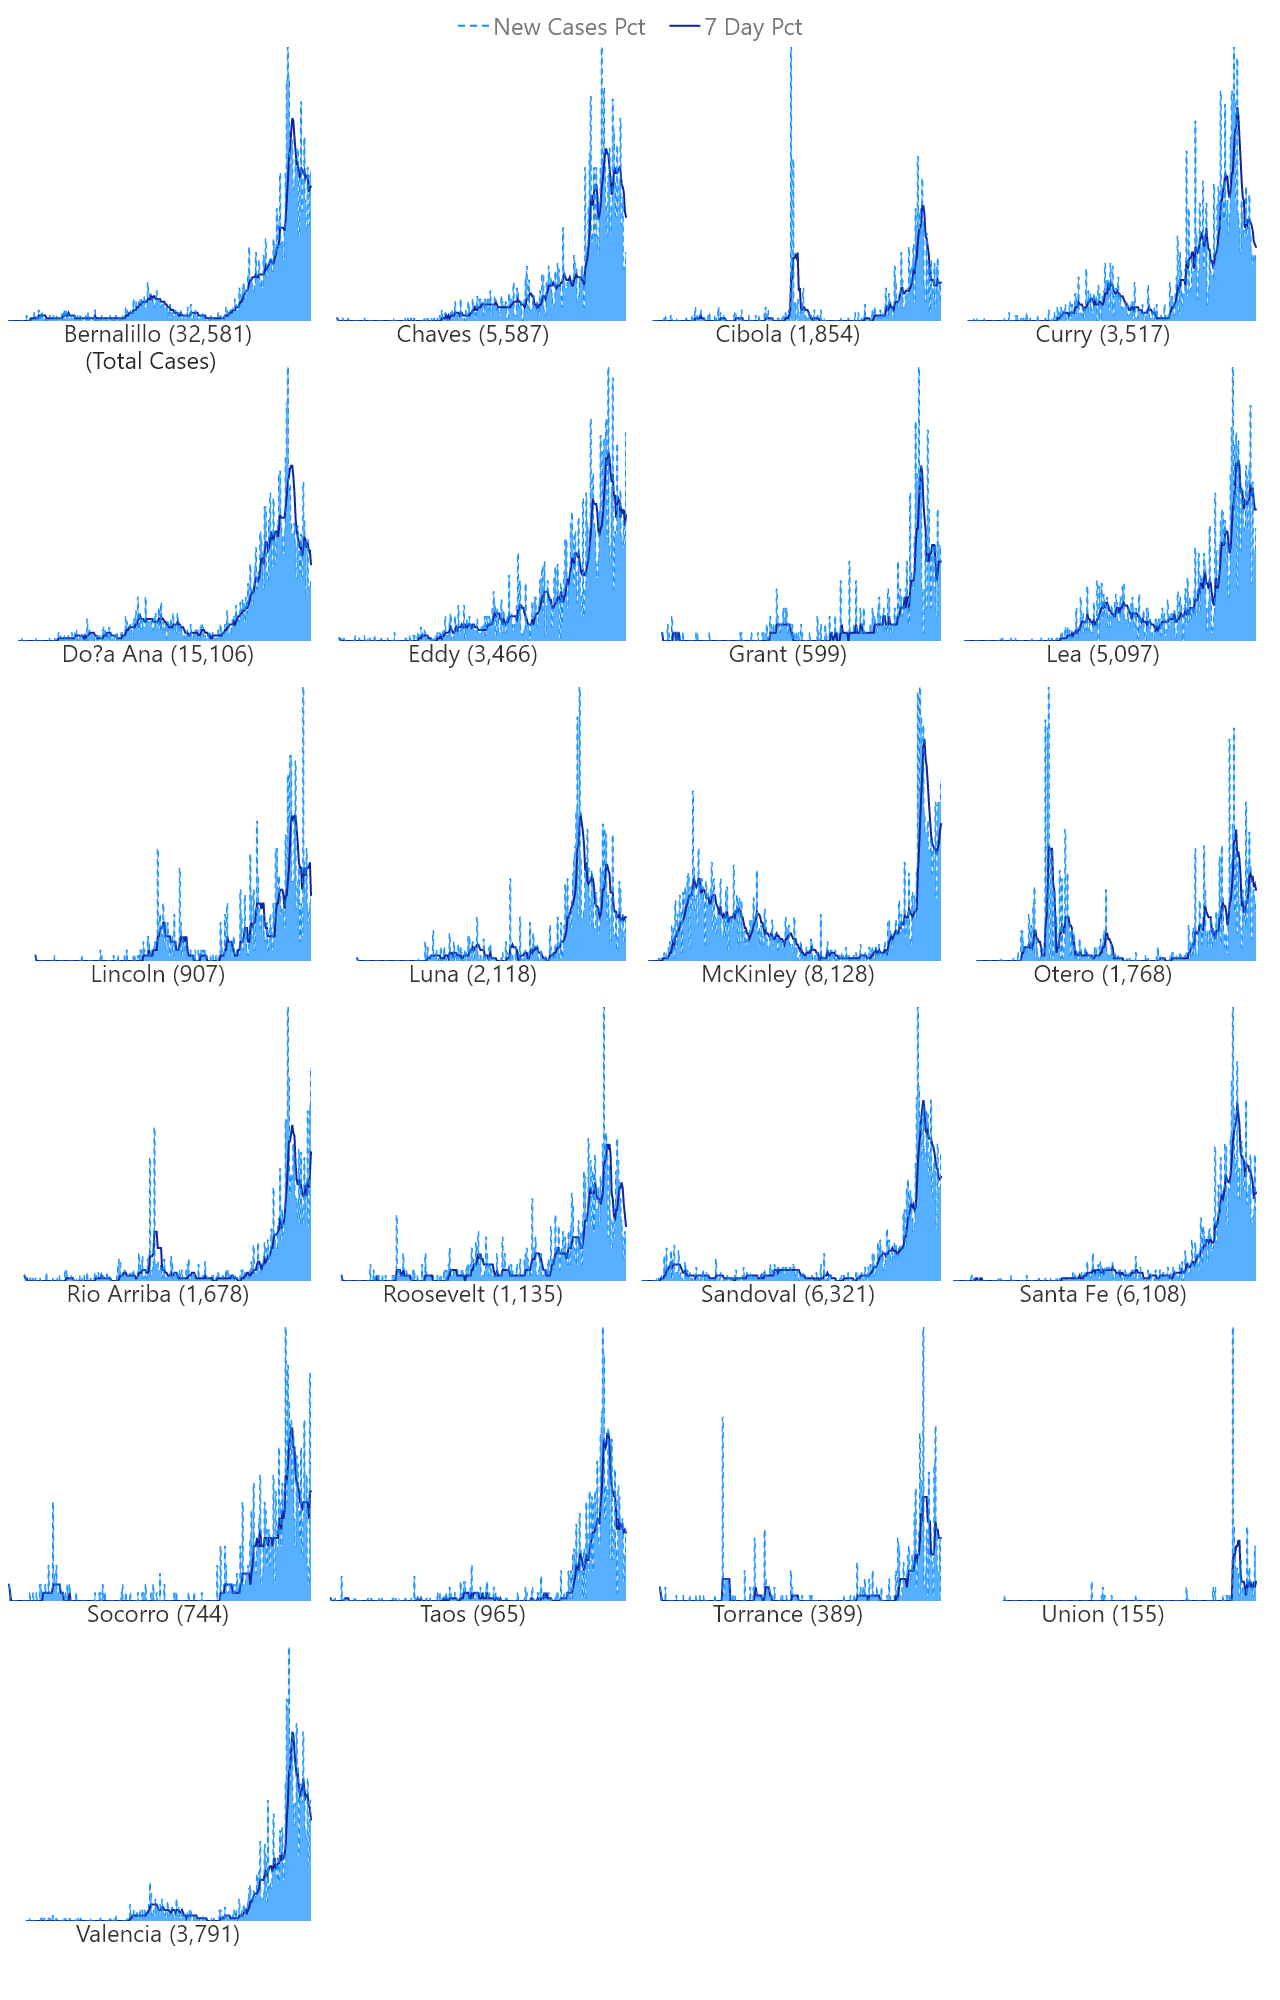 New Cases Pct 7 Day Pct
Bernalillo (32,581) Chaves (5,587) Cibola (1,854) Curry (3,517)
(Total Cases)
Do?a Ana (15,106) Eddy (3,466) Grant (599) Lea (5,097)
Lincoln (907) Luna (2,118) McKinley (8,128) Otero (1,768)
Rio Arriba (1,678) Roosevelt (1,135) Sandoval (6,321) Santa Fe (6,108)
Socorro (744) Taos (965) Torrance (389) Union (155)
Valencia (3,791)